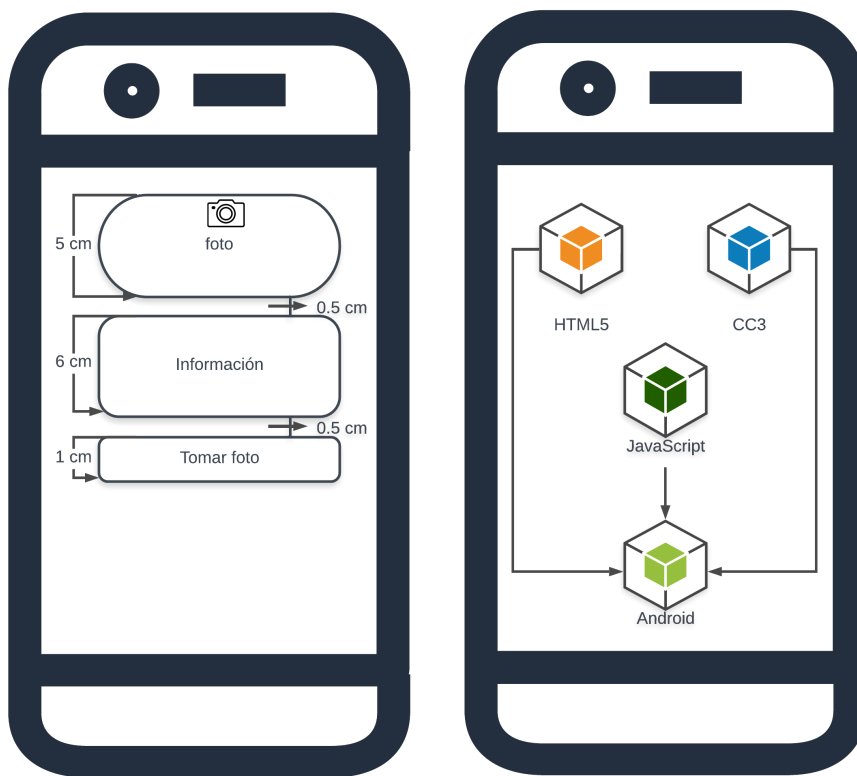 5 cm
foto
0.5 cm
6 cm
Información
0.5 cm
1 cm
Tomar foto
HTML5
CC3
JavaScript
Android